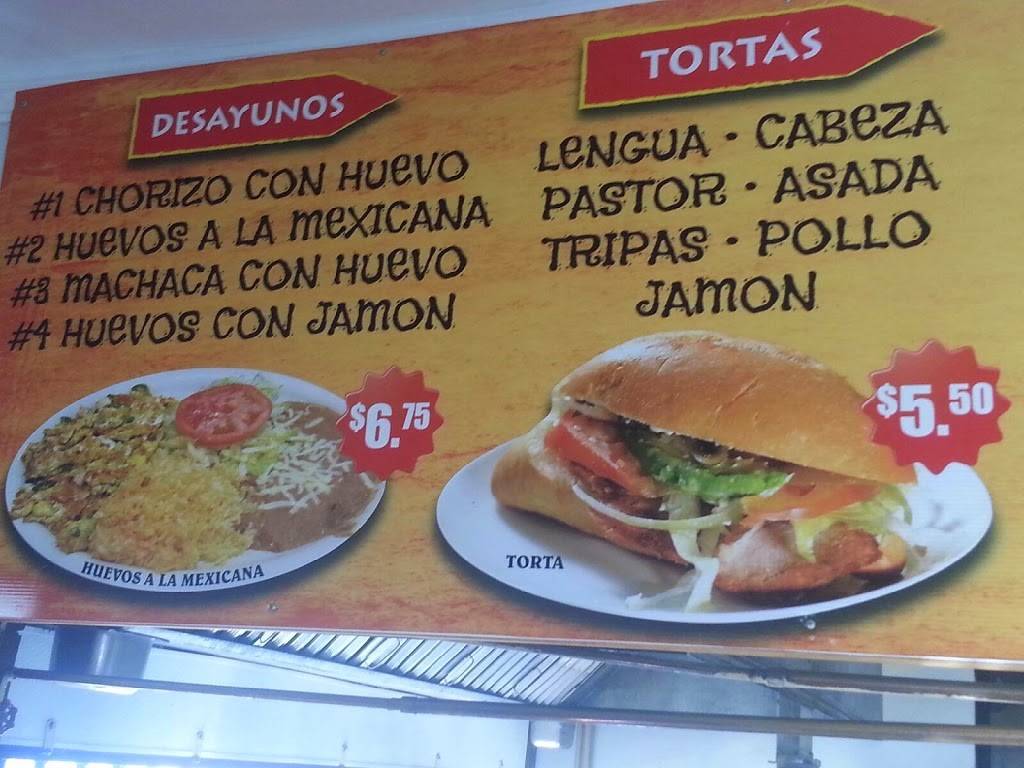 DESAYUNOS
#1 CHORIZO CON HUEVO
#2 HUEVOS A LA MEXICANA
#3 MACHACA CON HUEVO
#4 HUEVOS CON JAMON
$6.75
HUEVOS A LA MEXICANA
TORTAS
LENGUA · CABEZA
PASTOR · ASADA
TRIPAS · POLLO
JAMON
$5.50
TORTA